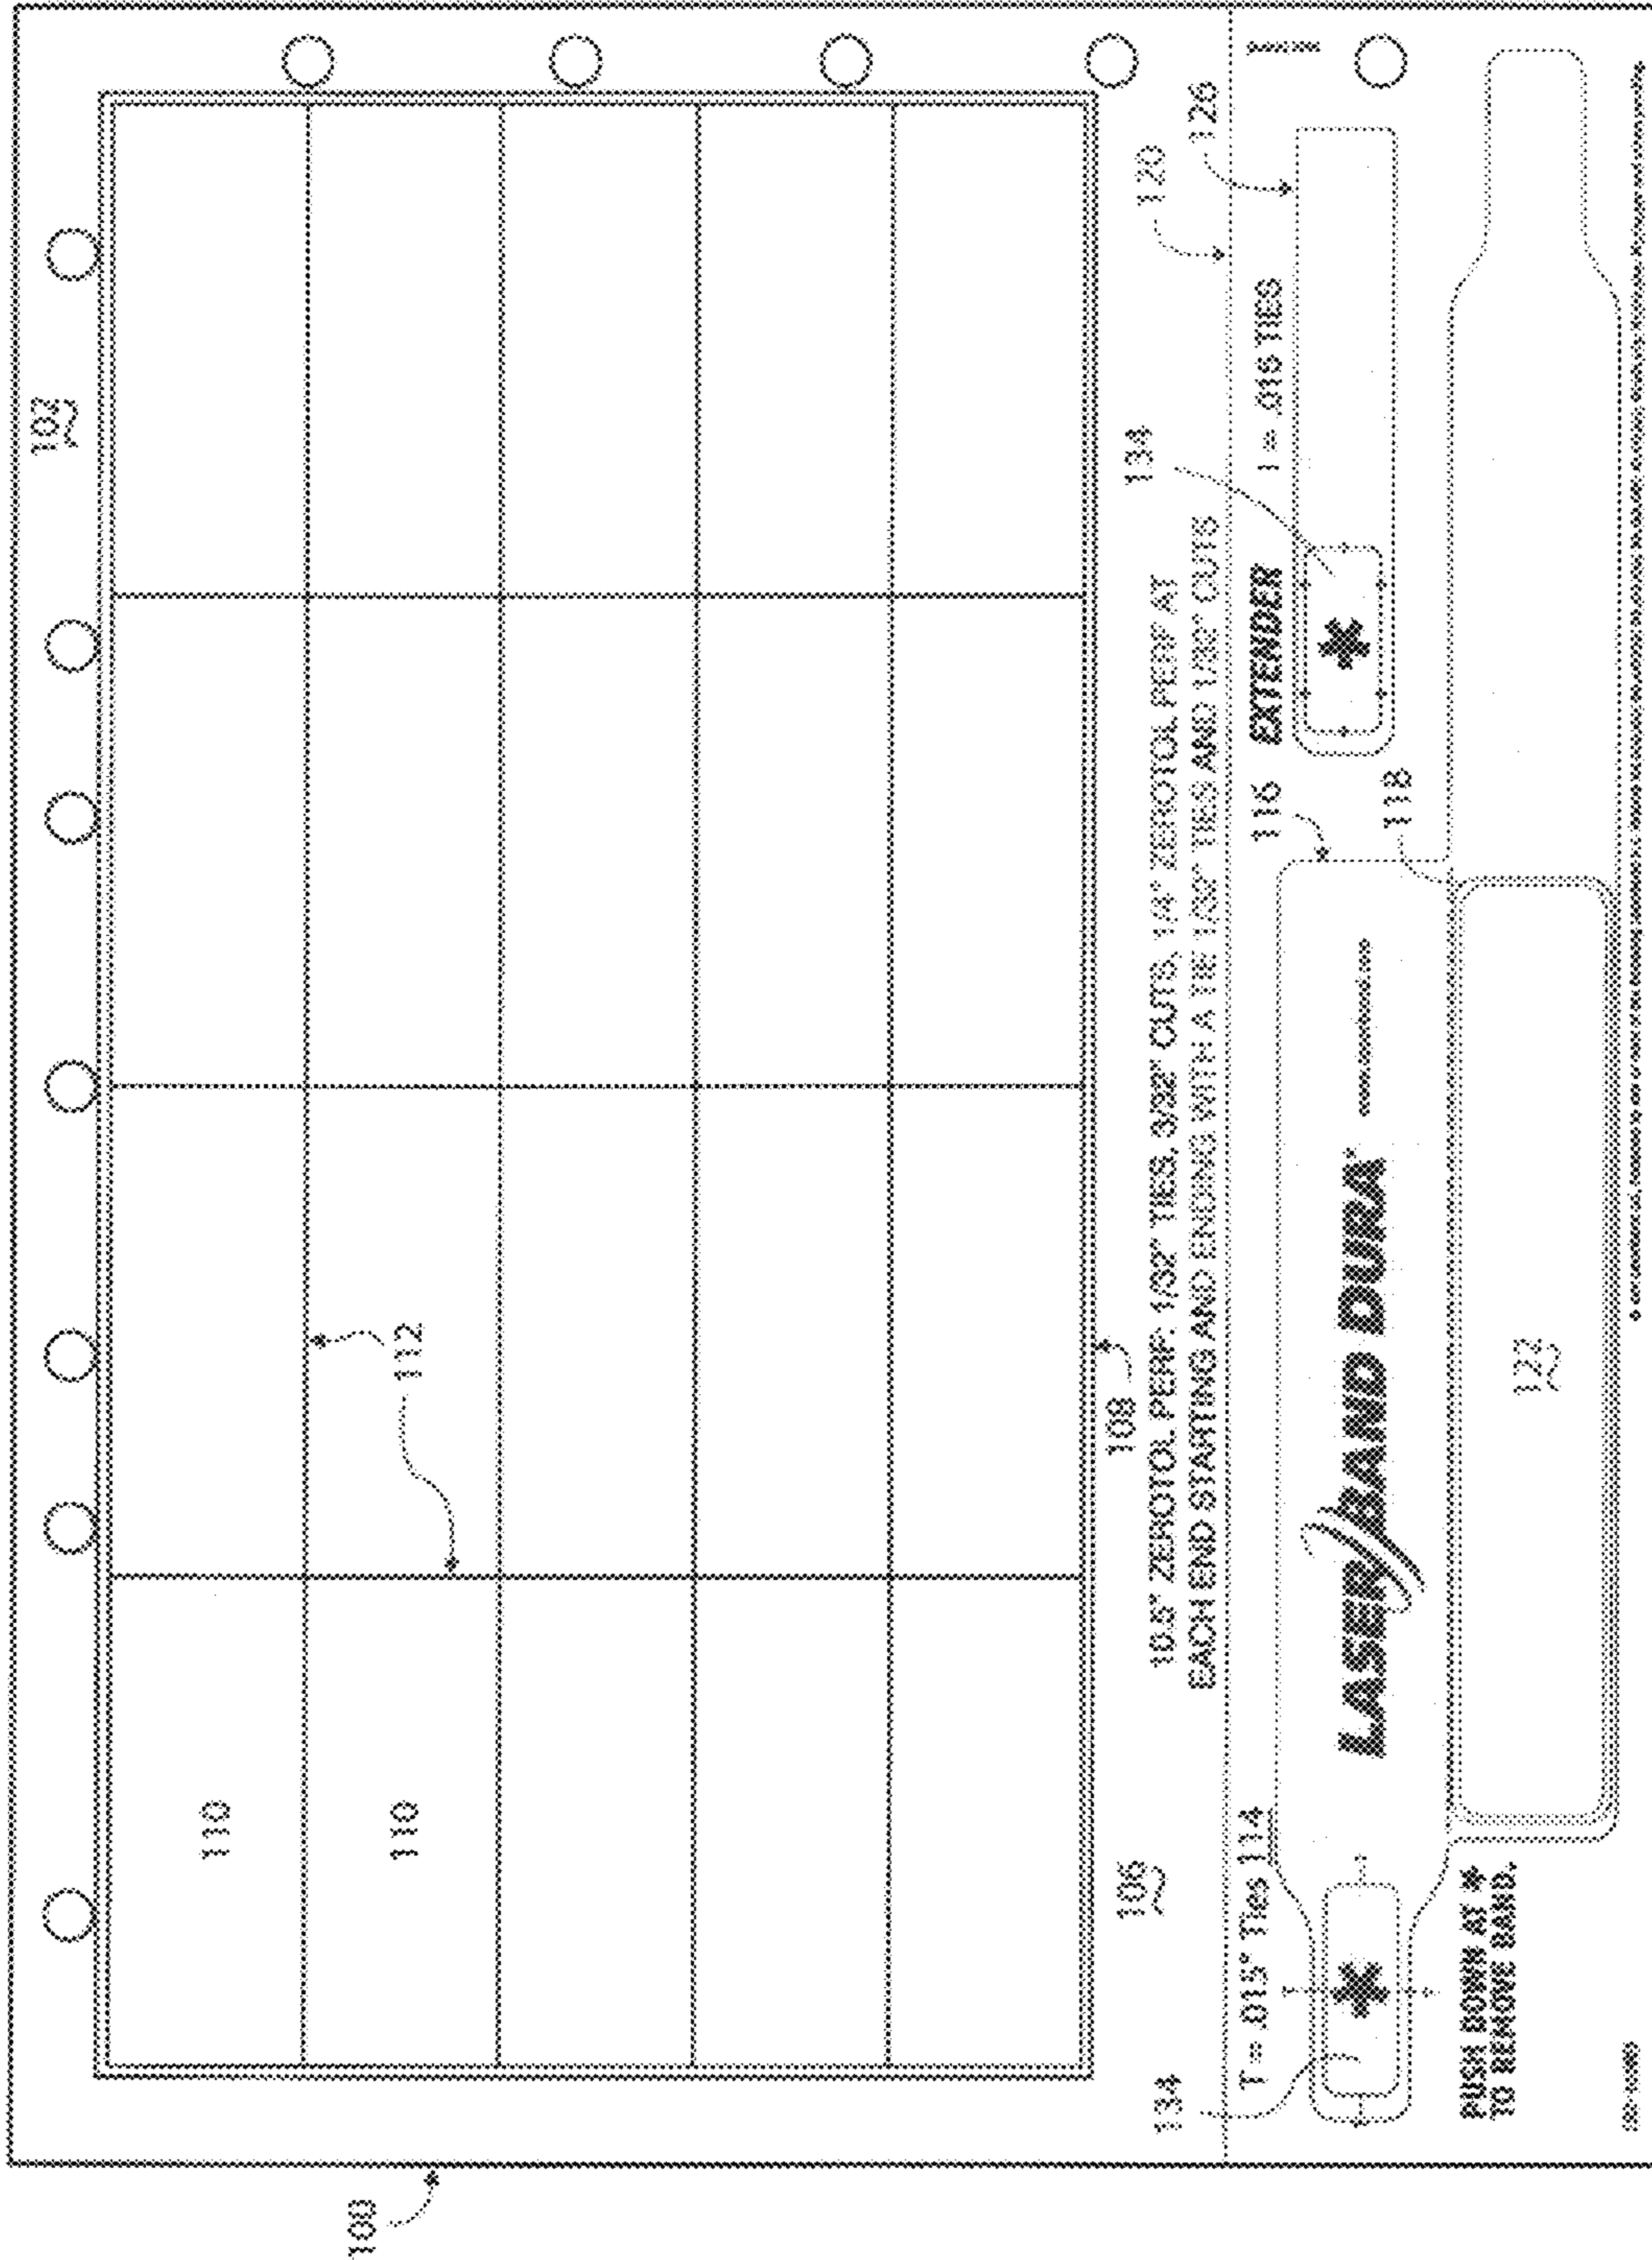 100
102
110
110
112
108
106
10.5" ZEROTOL PERF: 1/32" TIES, 3/32" CUTS. 1/4" ZEROTOL PERF AT
EACH END STARTING AND ENDING WITH A TIE 1/32" TIES AND 1/32" CUTS
134
120
126
134
T = .015" Ties 114
116
EXTENDER
I = .015 TIES
118
LASERBAND DURA
122
PUSH DOWN AT *
TO REMOVE BAND.